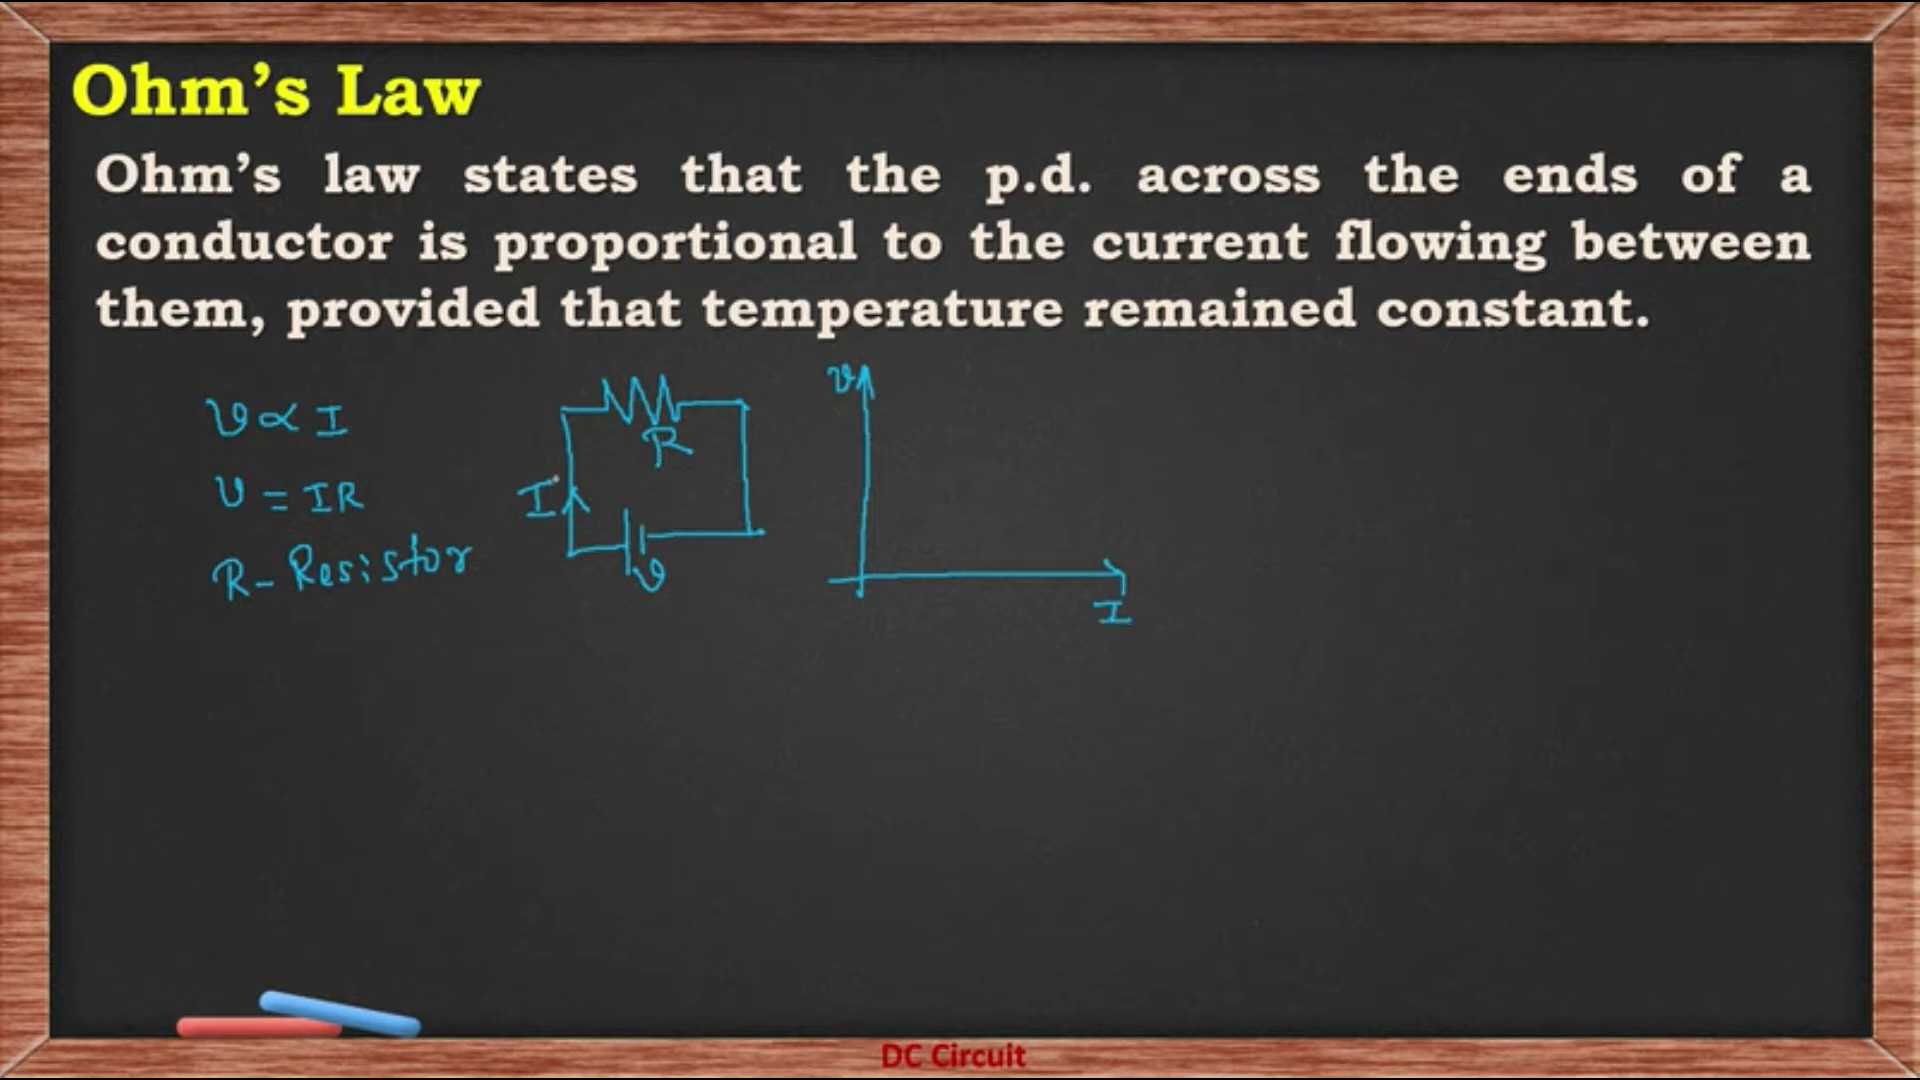 Ohm's Law
Ohm's law states that the p.d. across the ends of a
conductor is proportional to the current flowing between
them, provided that temperature remained constant.
V ∝ I
V = IR
R - Resistor
R
I
V
V
I
DC Circuit